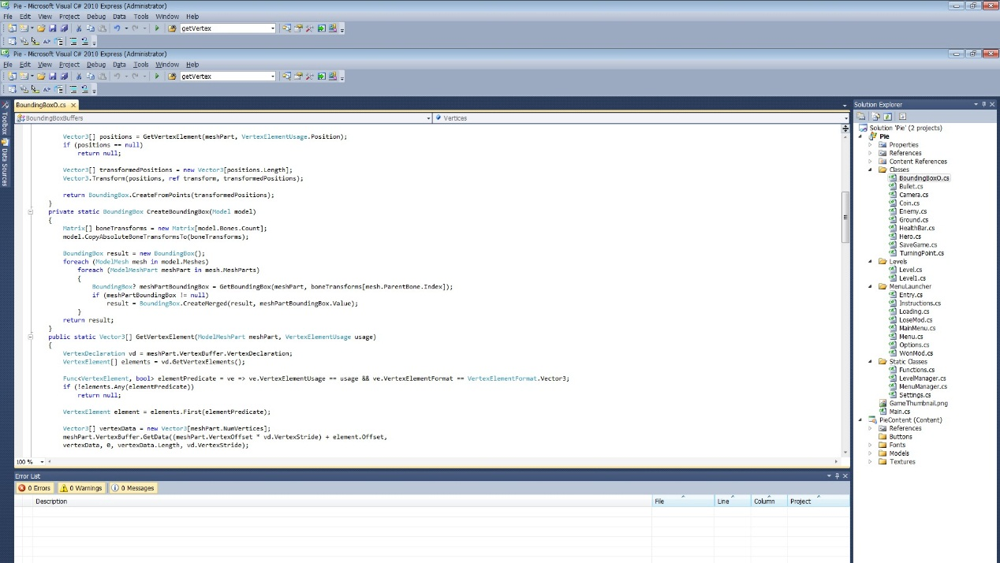 Pie - Microsoft Visual C# 2010 Express (Administrator)
File Edit View Project Debug Data Tools Window Help
getVertex
Pie - Microsoft Visual C# 2010 Express (Administrator)
File Edit View Project Debug Data Tools Window Help
getVertex
Toolbox
Data Sources
BoundingBoxO.cs
BoundingBoxBuffers
Vertices
Vector3[] positions = GetVertexElement(meshPart, VertexElementUsage.Position);
if (positions == null)
return null;
Vector3[] transformedPositions = new Vector3[positions.Length];
Vector3.Transform(positions, ref transform, transformedPositions);
return BoundingBox.CreateFromPoints(transformedPositions);
}
private static BoundingBox CreateBoundingBox(Model model)
{
Matrix[] boneTransforms = new Matrix[model.Bones.Count];
model.CopyAbsoluteBoneTransformsTo(boneTransforms);
BoundingBox result = new BoundingBox();
foreach (ModelMesh mesh in model.Meshes)
foreach (ModelMeshPart meshPart in mesh.MeshParts)
{
BoundingBox? meshPartBoundingBox = GetBoundingBox(meshPart, boneTransforms[mesh.ParentBone.Index]);
if (meshPartBoundingBox != null)
result = BoundingBox.CreateMerged(result, meshPartBoundingBox.Value);
}
return result;
}
public static Vector3[] GetVertexElement(ModelMeshPart meshPart, VertexElementUsage usage)
{
VertexDeclaration vd = meshPart.VertexBuffer.VertexDeclaration;
VertexElement[] elements = vd.GetVertexElements();
Func<VertexElement, bool> elementPredicate = ve => ve.VertexElementUsage == usage && ve.VertexElementFormat == VertexElementFormat.Vector3;
if (!elements.Any(elementPredicate))
return null;
VertexElement element = elements.First(elementPredicate);
Vector3[] vertexData = new Vector3[meshPart.NumVertices];
meshPart.VertexBuffer.GetData((meshPart.VertexOffset * vd.VertexStride) + element.Offset,
vertexData, 0, vertexData.Length, vd.VertexStride);
100 %
Error List
0 Errors 0 Warnings 0 Messages
Description File Line Column Project
Solution Explorer
Solution 'Pie' (2 projects)
Pie
Properties
References
Content References
Classes
BoundingBoxO.cs
Bullet.cs
Camera.cs
Coin.cs
Enemy.cs
Ground.cs
HealthBar.cs
Hero.cs
SaveGame.cs
TurningPoint.cs
Levels
Level.cs
Level1.cs
MenuLauncher
Entry.cs
Instructions.cs
Loading.cs
LoseMod.cs
MainMenu.cs
Menu.cs
Options.cs
WonMod.cs
Static Classes
Functions.cs
LevelManager.cs
MenuManager.cs
Settings.cs
GameThumbnail.png
Main.cs
PieContent (Content)
References
Buttons
Fonts
Models
Textures